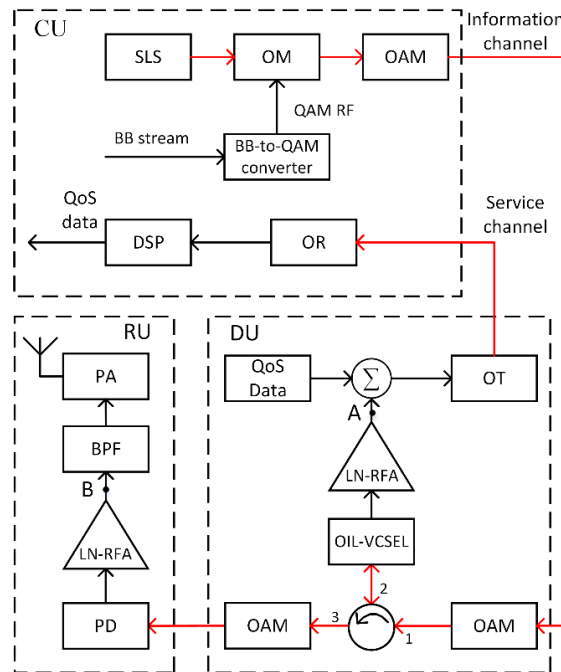 CU
Information
channel
SLS
OM
OAM
QAM RF
BB stream
BB-to-QAM
converter
QoS
data
DSP
OR
Service
channel
RU
DU
PA
QoS
Data
Σ
OT
A
BPF
B
LN-RFA
LN-RFA
OIL-VCSEL
2
3
1
PD
OAM
OAM